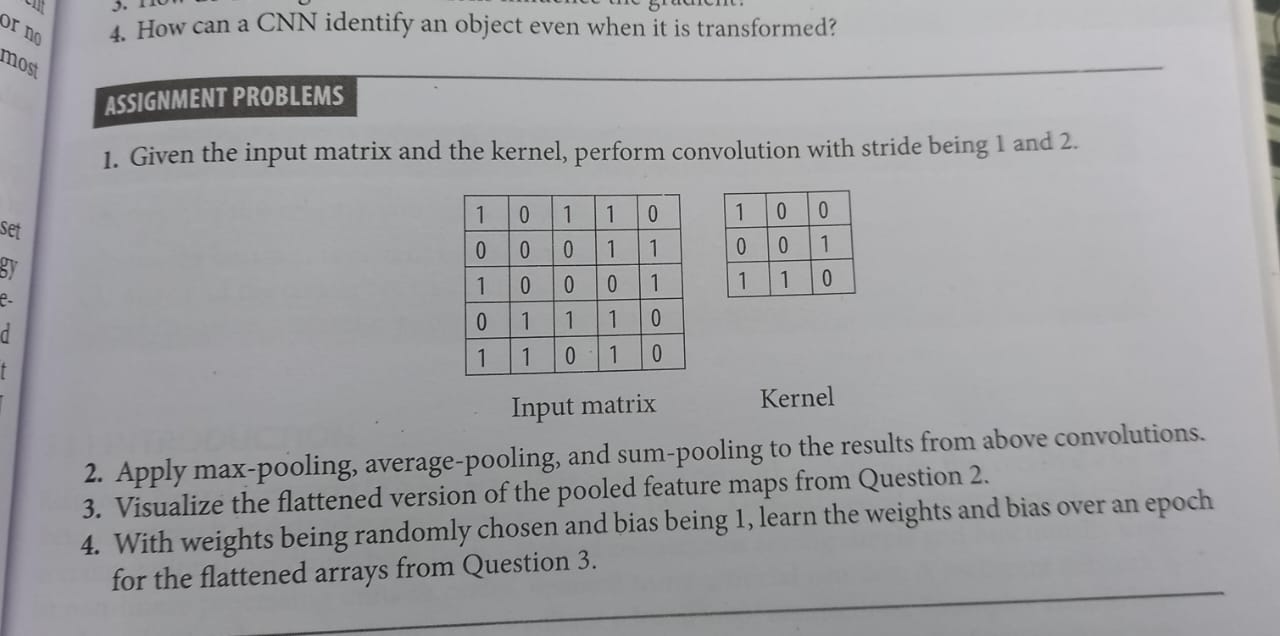 or no
most
4. How can a CNN identify an object even when it is transformed?
ASSIGNMENT PROBLEMS
1. Given the input matrix and the kernel, perform convolution with stride being 1 and 2.
set
gy
e-
d
t
1 0 1 1 0
0 0 0 1 1
1 0 0 0 1
0 1 1 1 0
1 1 0 1 0
Input matrix
1 0 0
0 0 1
1 1 0
Kernel
2. Apply max-pooling, average-pooling, and sum-pooling to the results from above convolutions.
3. Visualize the flattened version of the pooled feature maps from Question 2.
4. With weights being randomly chosen and bias being 1, learn the weights and bias over an epoch
for the flattened arrays from Question 3.